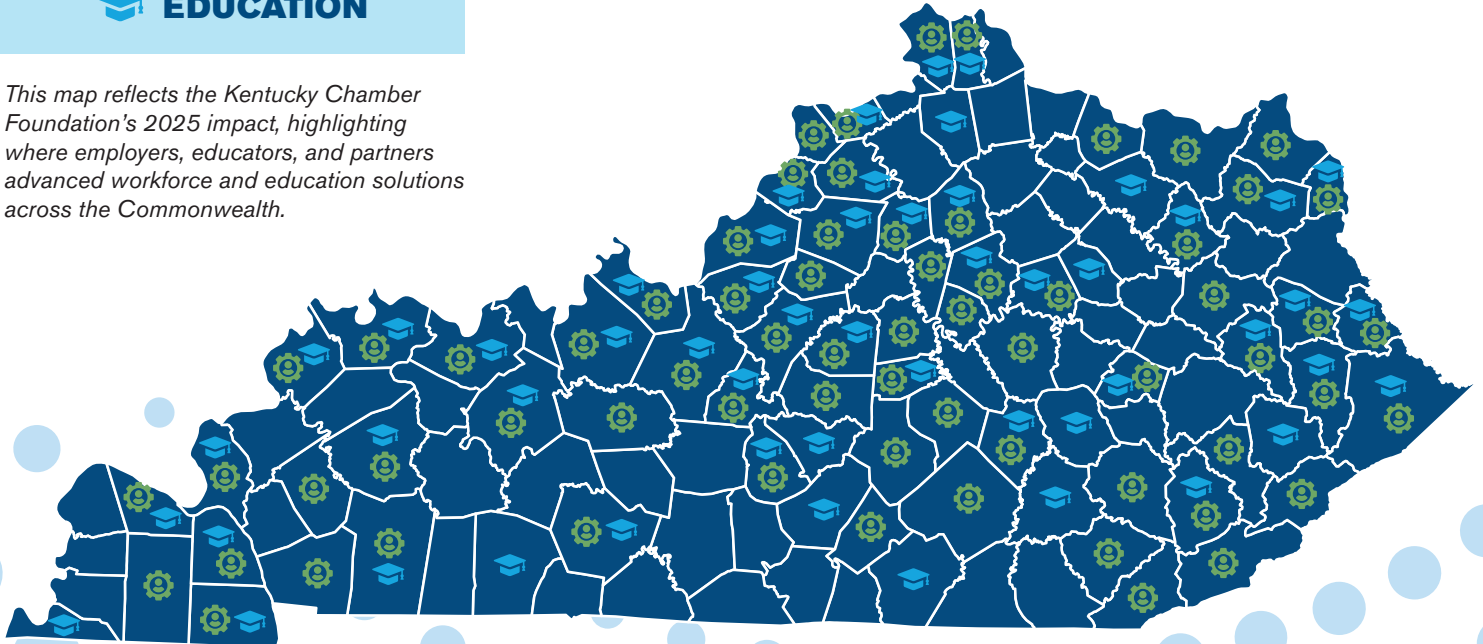 EDUCATION
This map reflects the Kentucky Chamber
Foundation's 2025 impact, highlighting
where employers, educators, and partners
advanced workforce and education solutions
across the Commonwealth.